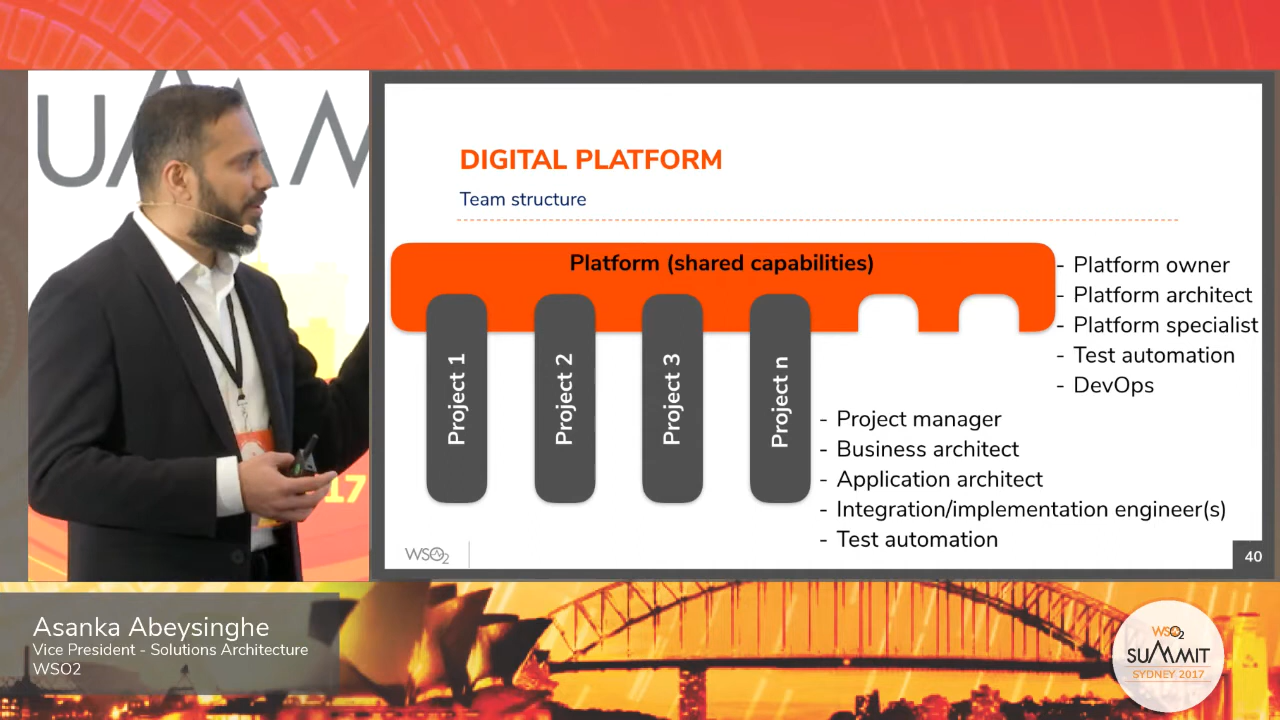 DIGITAL PLATFORM
Team structure
Platform (shared capabilities)
- Platform owner
- Platform architect
- Platform specialist
- Test automation
- DevOps
Project 1
Project 2
Project 3
Project n
- Project manager
- Business architect
- Application architect
- Integration/implementation engineer(s)
- Test automation
WSO2
40
17
Asanka Abeysinghe
Vice President - Solutions Architecture
WSO2
WSO2
SUMMIT
SYDNEY 2017